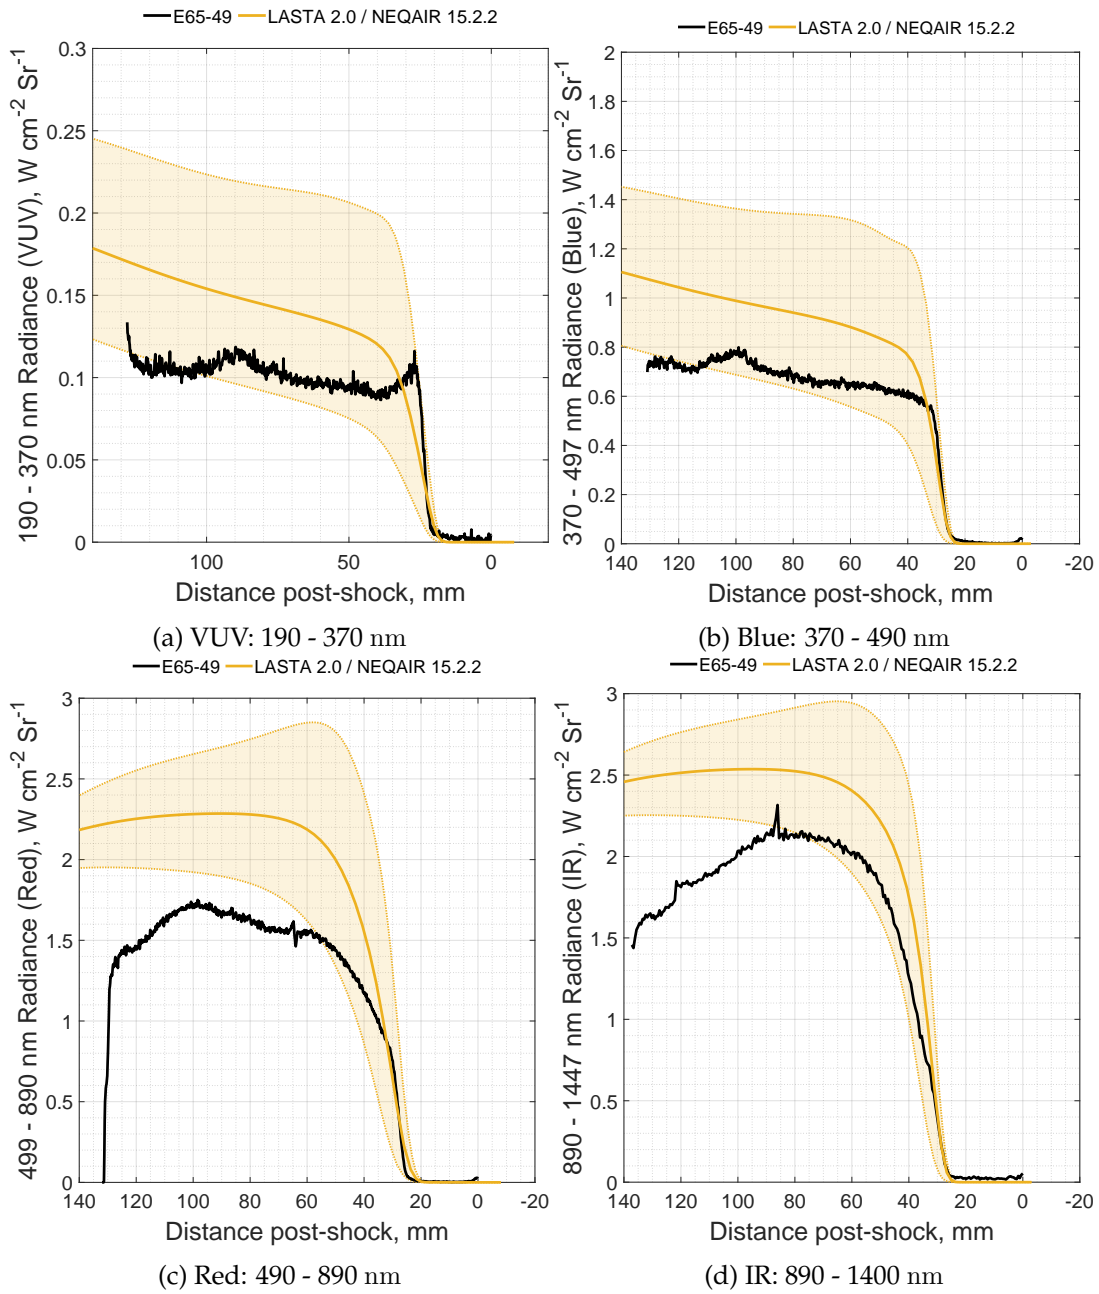 E65-49 LASTA 2.0 / NEQAIR 15.2.2
190 - 370 nm Radiance (VUV), W cm-2 Sr-1
0.3
0.25
0.2
0.15
0.1
0.05
0
100 50 0
Distance post-shock, mm
(a) VUV: 190 - 370 nm
E65-49 LASTA 2.0 / NEQAIR 15.2.2
370 - 497 nm Radiance (Blue), W cm-2 Sr-1
2
1.8
1.6
1.4
1.2
1
0.8
0.6
0.4
0.2
0
140 120 100 80 60 40 20 0 -20
Distance post-shock, mm
(b) Blue: 370 - 490 nm
E65-49 LASTA 2.0 / NEQAIR 15.2.2
499 - 890 nm Radiance (Red), W cm-2 Sr-1
3
2.5
2
1.5
1
0.5
0
140 120 100 80 60 40 20 0 -20
Distance post-shock, mm
(c) Red: 490 - 890 nm
E65-49 LASTA 2.0 / NEQAIR 15.2.2
890 - 1447 nm Radiance (IR), W cm-2 Sr-1
3
2.5
2
1.5
1
0.5
0
140 120 100 80 60 40 20 0 -20
Distance post-shock, mm
(d) IR: 890 - 1400 nm